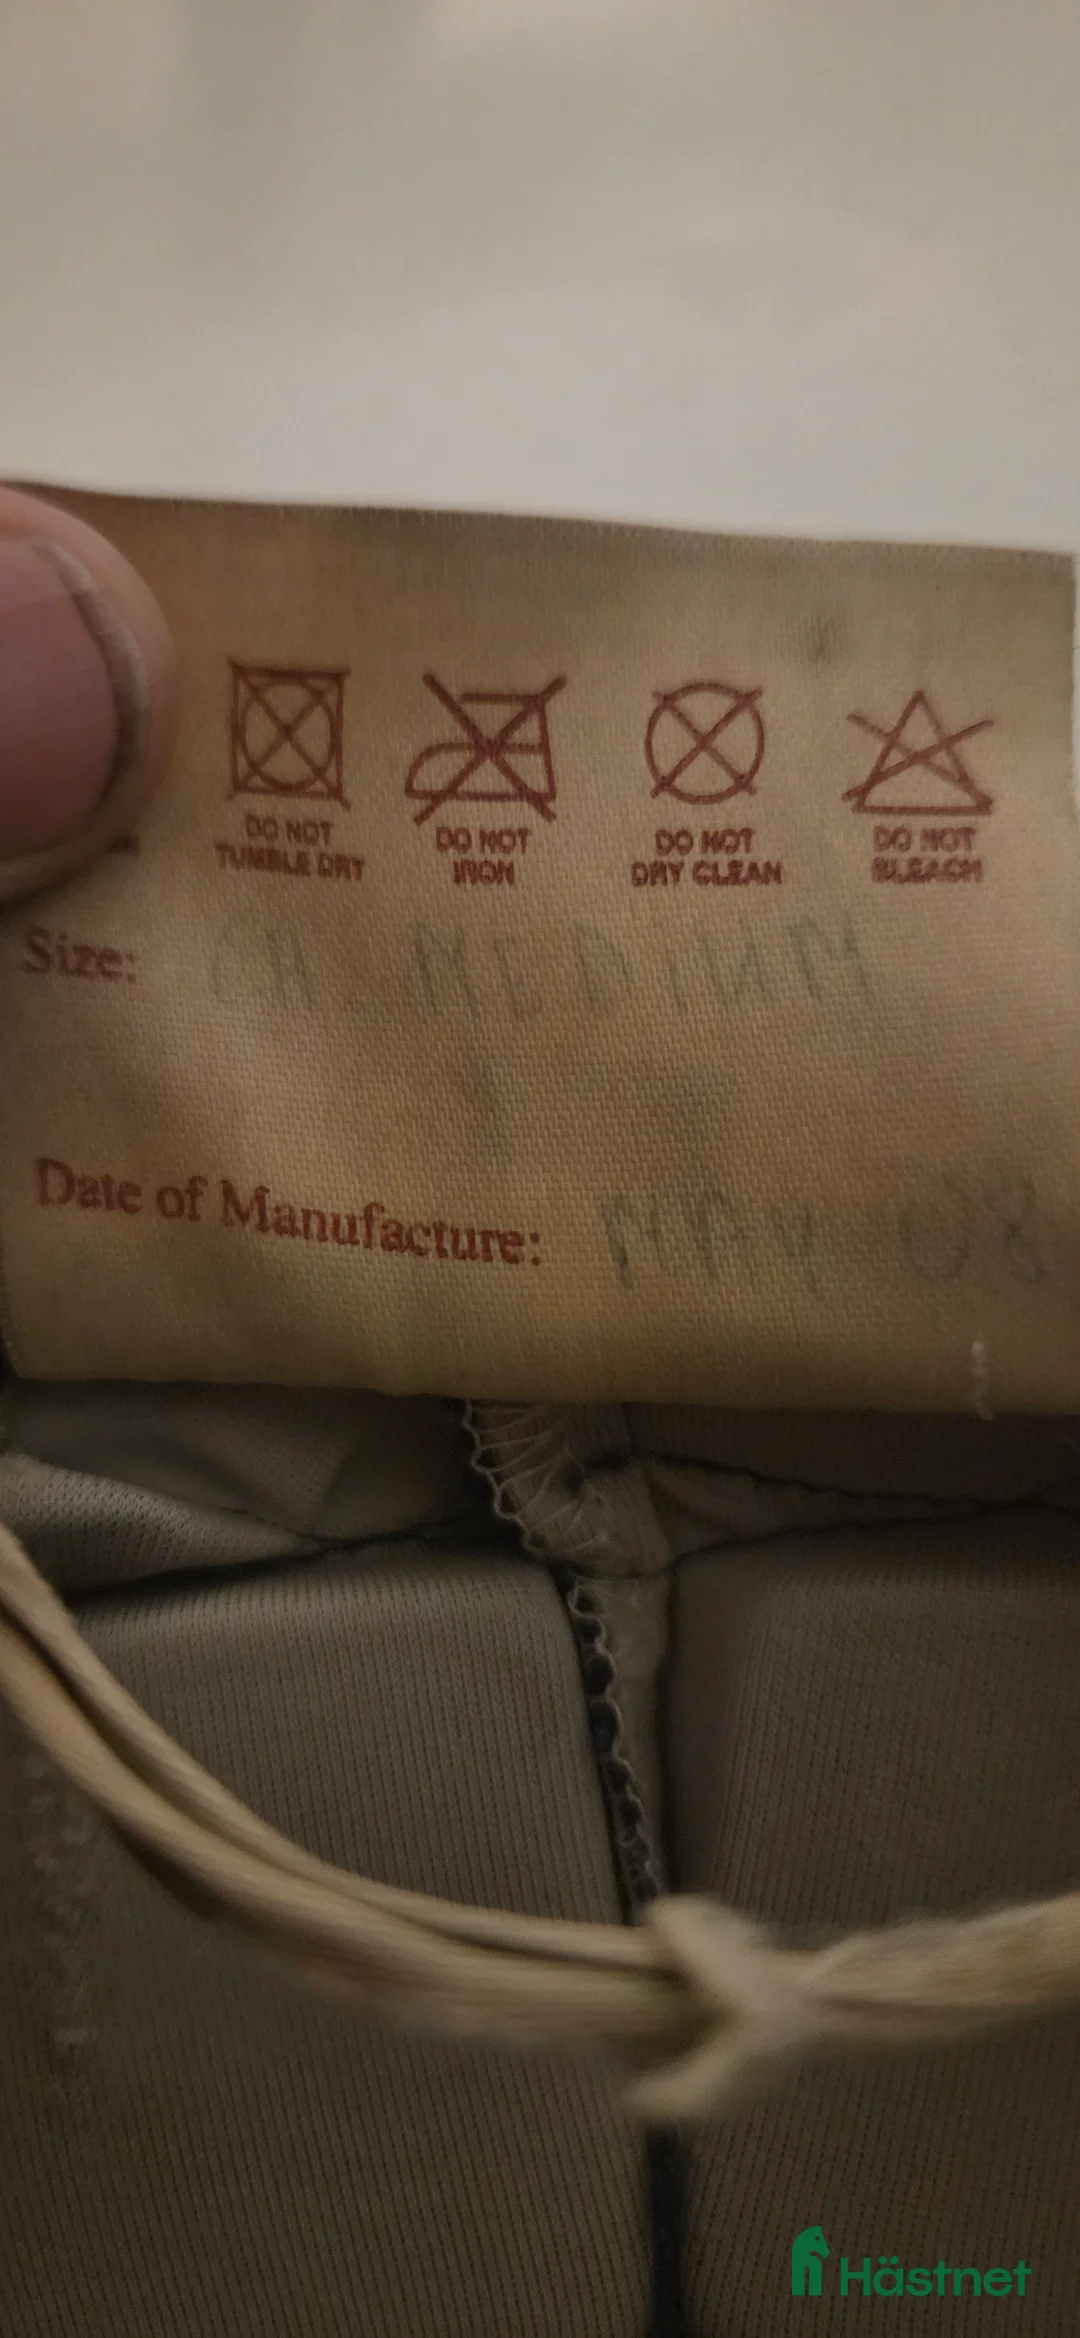 DO NOT
TUMBLE DRY
DO NOT
IRON
DO NOT
DRY CLEAN
DO NOT
BLEACH
Size: CH MEDIUM
Date of Manufacture: MAY 08
Hästnet